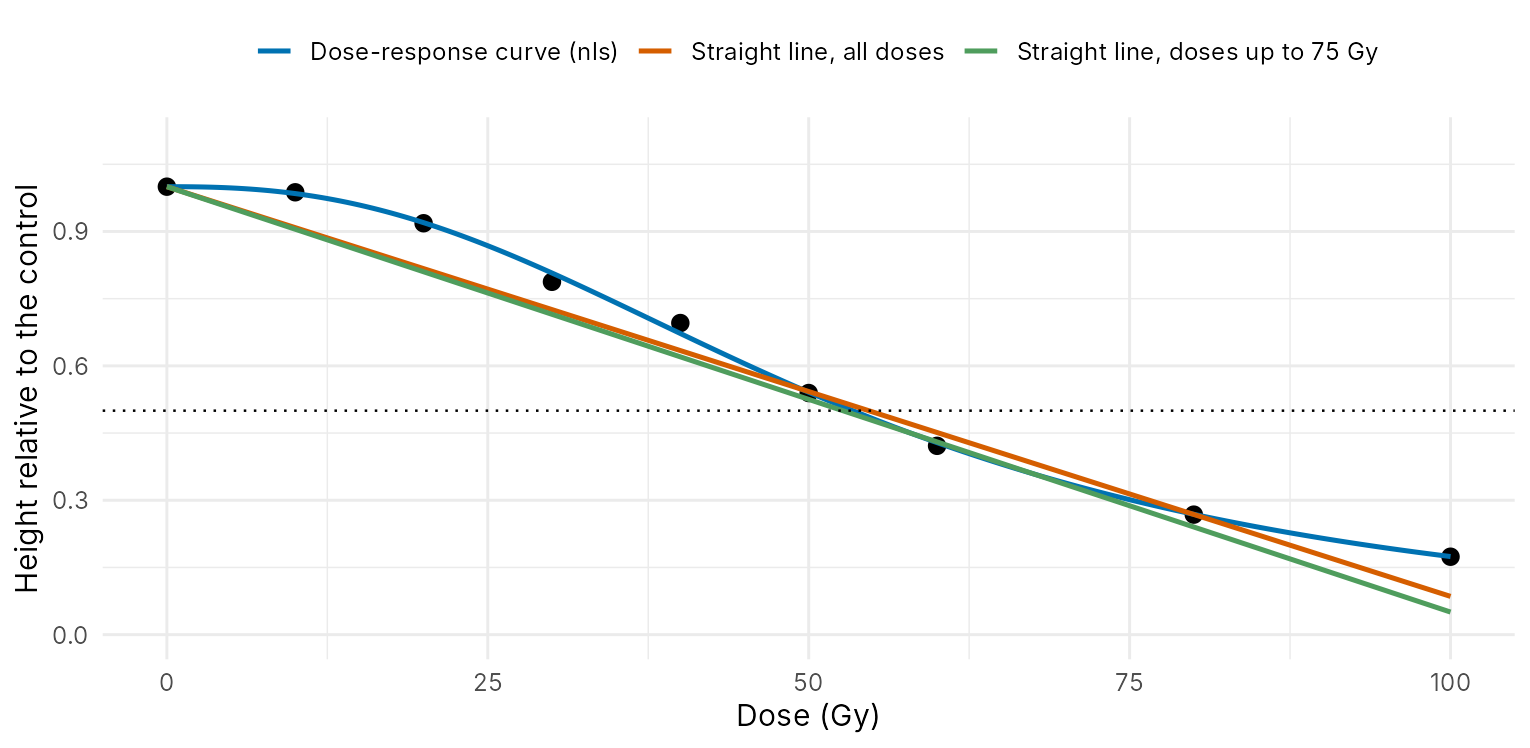 Dose-response curve (nls) Straight line, all doses Straight line, doses up to 75 Gy
Height relative to the control
0.9
0.6
0.3
0.0
0 25 50 75 100
Dose (Gy)